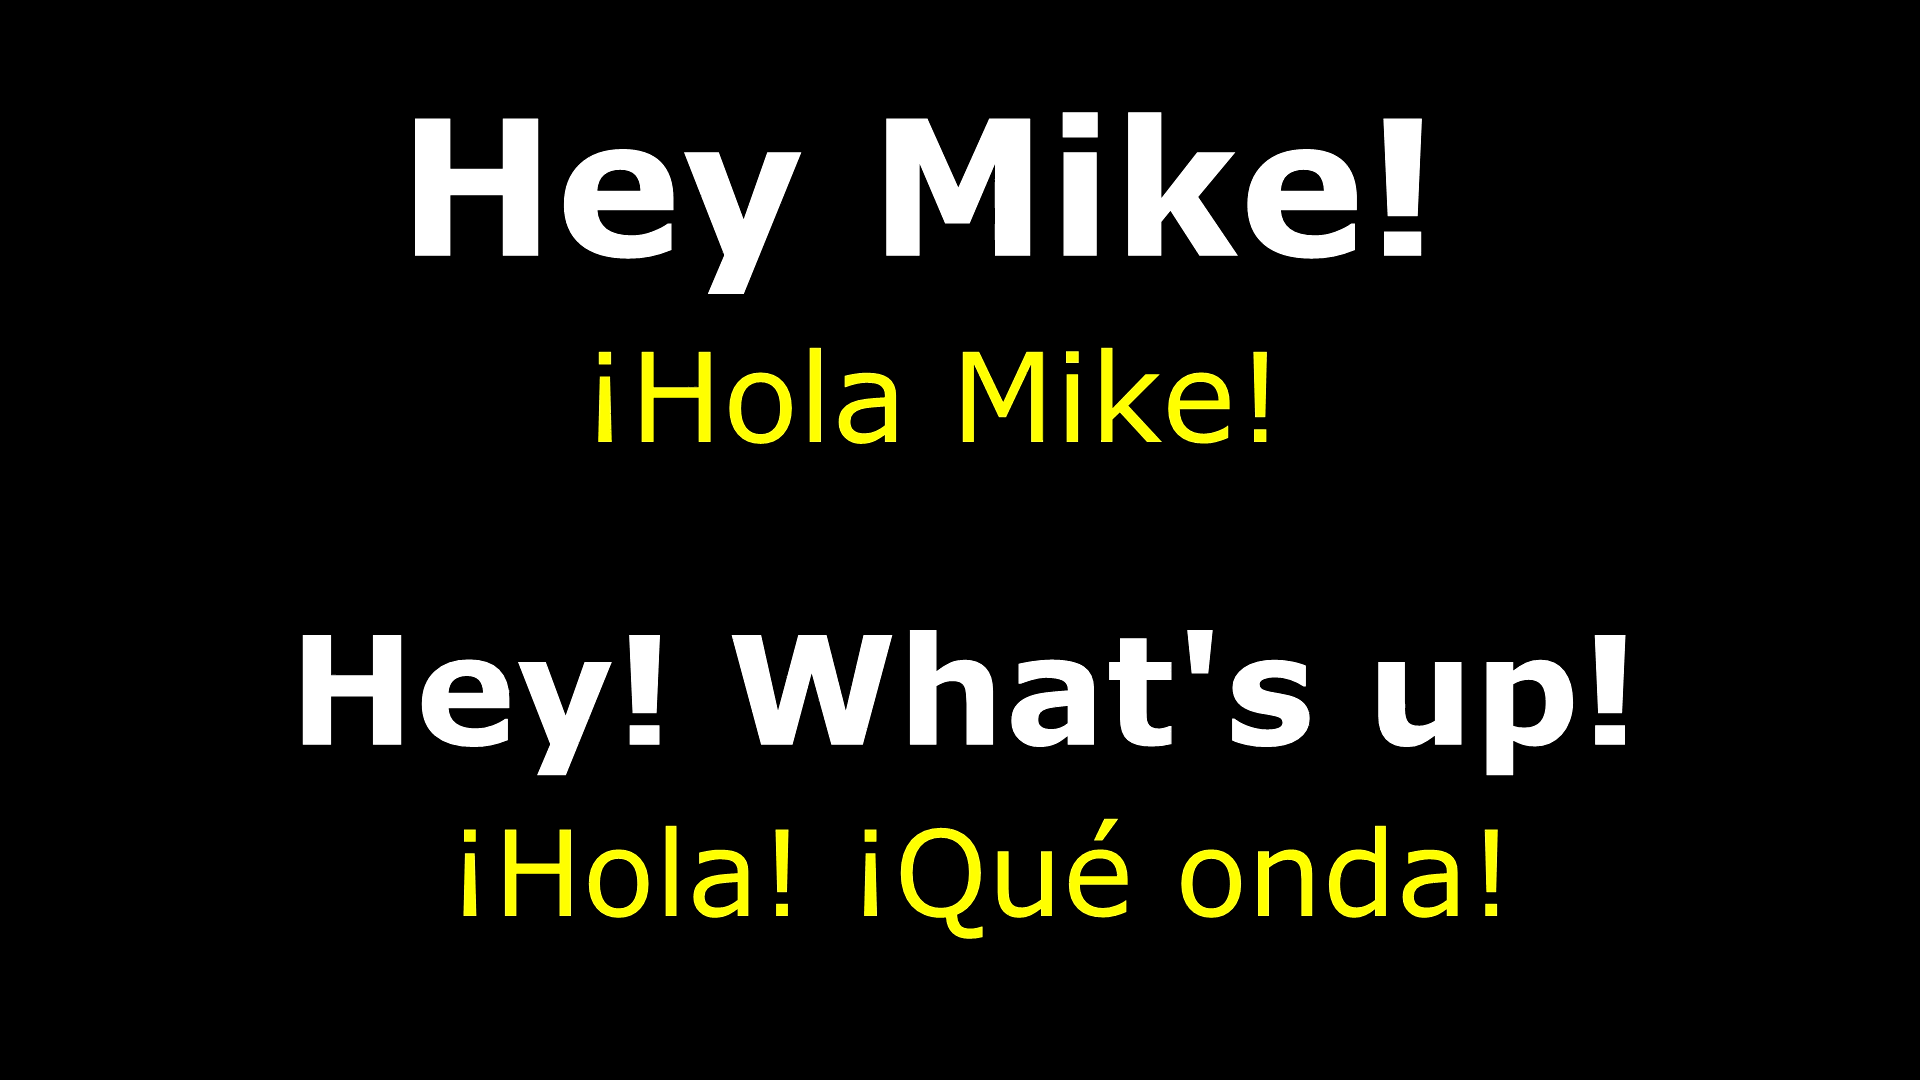 Hey Mike!
¡Hola Mike!
Hey! What's up!
¡Hola! ¡Qué onda!